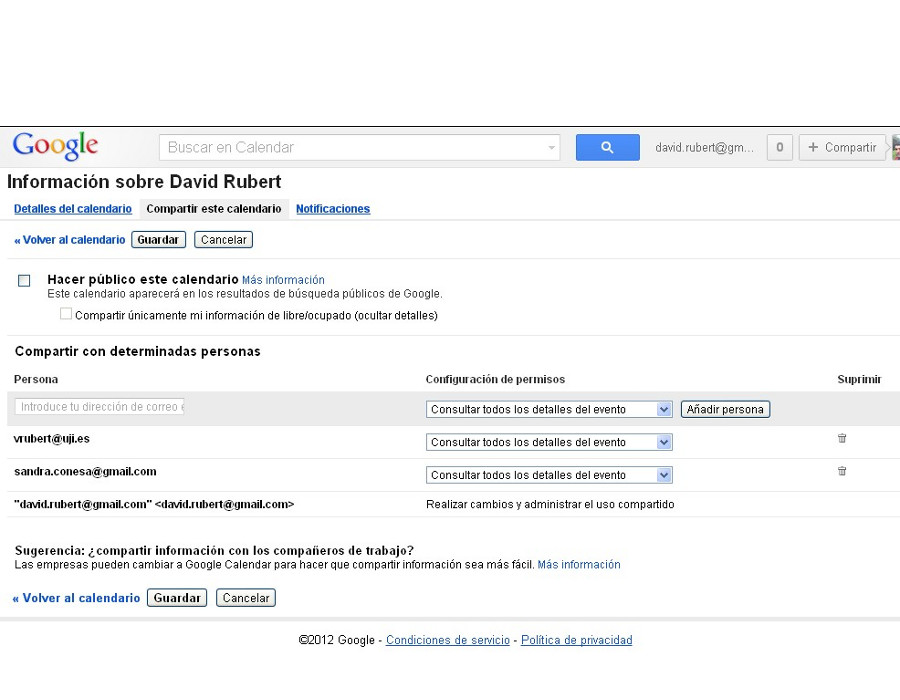 Google Buscar en Calendar david.rubert@gm... 0 + Compartir
Información sobre David Rubert
Detalles del calendario Compartir este calendario Notificaciones
« Volver al calendario Guardar Cancelar
Hacer público este calendario Más información
Este calendario aparecerá en los resultados de búsqueda públicos de Google.
Compartir únicamente mi información de libre/ocupado (ocultar detalles)
Compartir con determinadas personas
Persona Configuración de permisos Suprimir
Introduce tu dirección de correo e Consultar todos los detalles del evento Añadir persona
vrubert@uji.es Consultar todos los detalles del evento
sandra.conesa@gmail.com Consultar todos los detalles del evento
"david.rubert@gmail.com" <david.rubert@gmail.com> Realizar cambios y administrar el uso compartido
Sugerencia: ¿compartir información con los compañeros de trabajo?
Las empresas pueden cambiar a Google Calendar para hacer que compartir información sea más fácil. Más información
« Volver al calendario Guardar Cancelar
©2012 Google - Condiciones de servicio - Política de privacidad